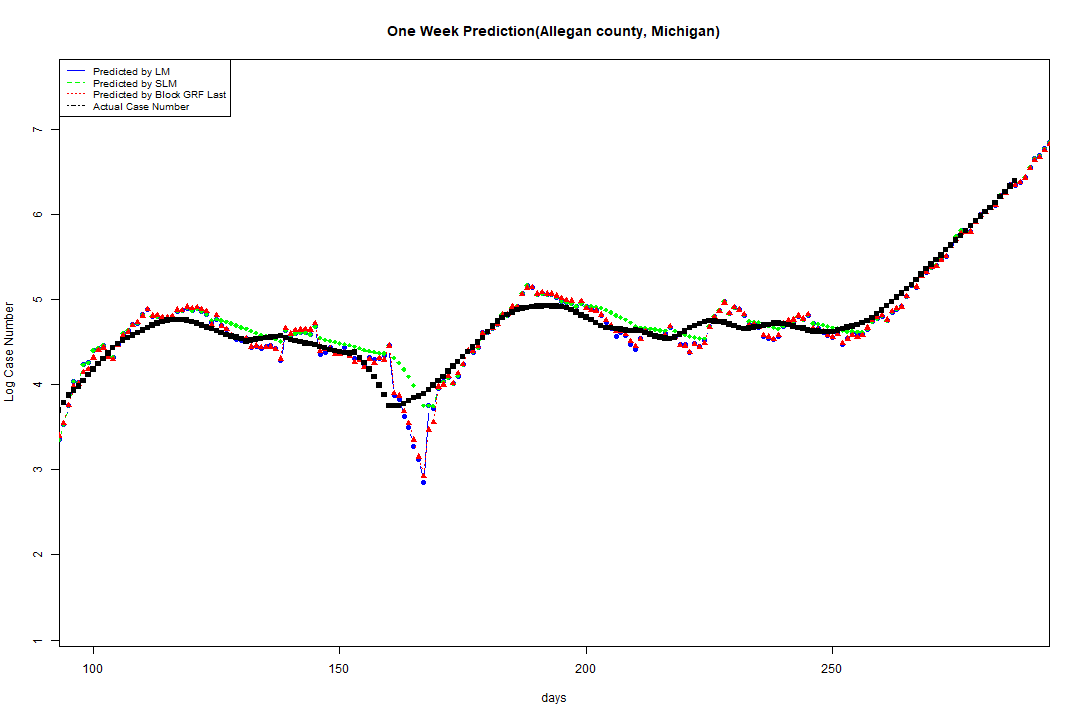 One Week Prediction(Allegan county, Michigan)
Predicted by LM
Predicted by SLM
Predicted by Block GRF Last
Actual Case Number
Log Case Number
7
6
5
4
3
2
1
100 150 200 250
days